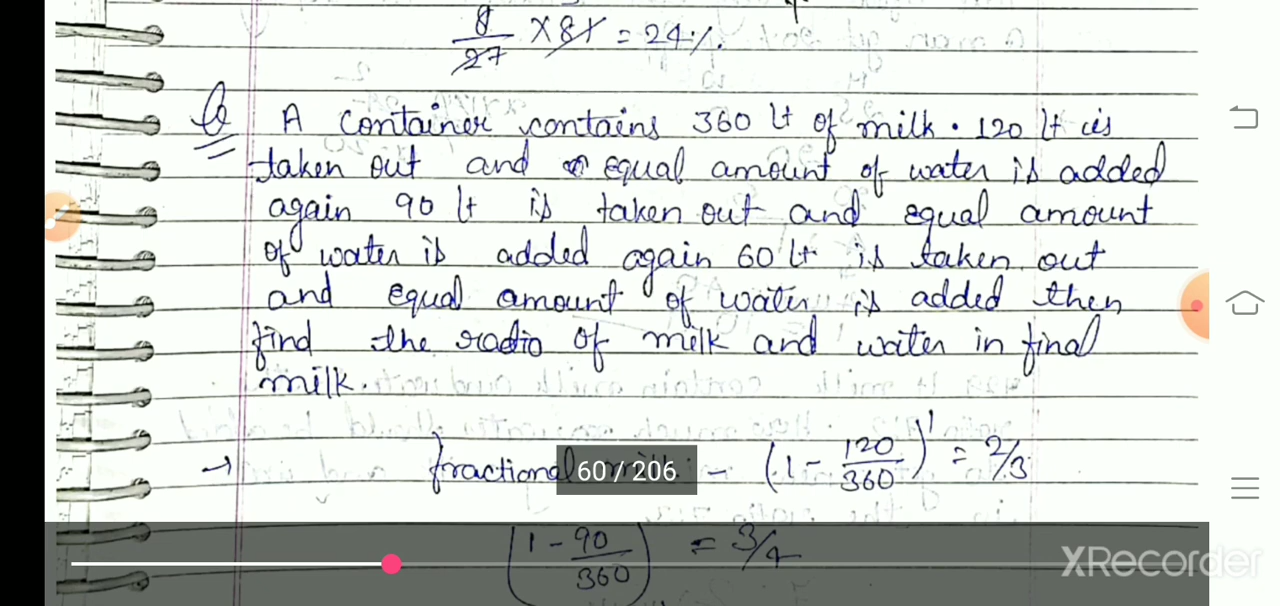 8/27 × 81 = 24%.
Q A container contains 360 lt of milk. 120 lt is
taken out and equal amount of water is added
again 90 lt is taken out and equal amount
of water is added again 60 lt is taken out
and equal amount of water is added then,
find the radio of milk and water in final
milk.
→ fractional 60 / 206 - (1 - 120/360)¹ = 2/3
(1 - 90/360) = 3/4
XRecorder